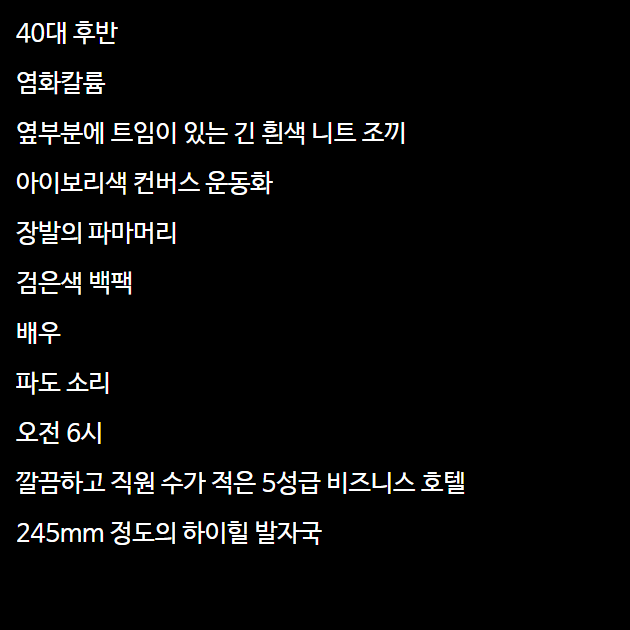 40대 후반
염화칼륨
옆부분에 트임이 있는 긴 흰색 니트 조끼
아이보리색 컨버스 운동화
장발의 파마머리
검은색 백팩
배우
파도 소리
오전 6시
깔끔하고 직원 수가 적은 5성급 비즈니스 호텔
245mm 정도의 하이힐 발자국